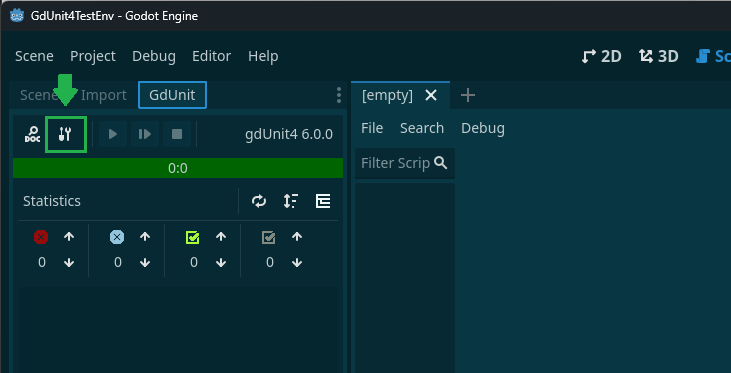 GdUnit4TestEnv - Godot Engine
Scene Project Debug Editor Help 2D 3D Sc
Scene Import GdUnit [empty]
File Search Debug
DOC gdUnit4 6.0.0
0:0
Filter Scrip
Statistics
0 0 0 0